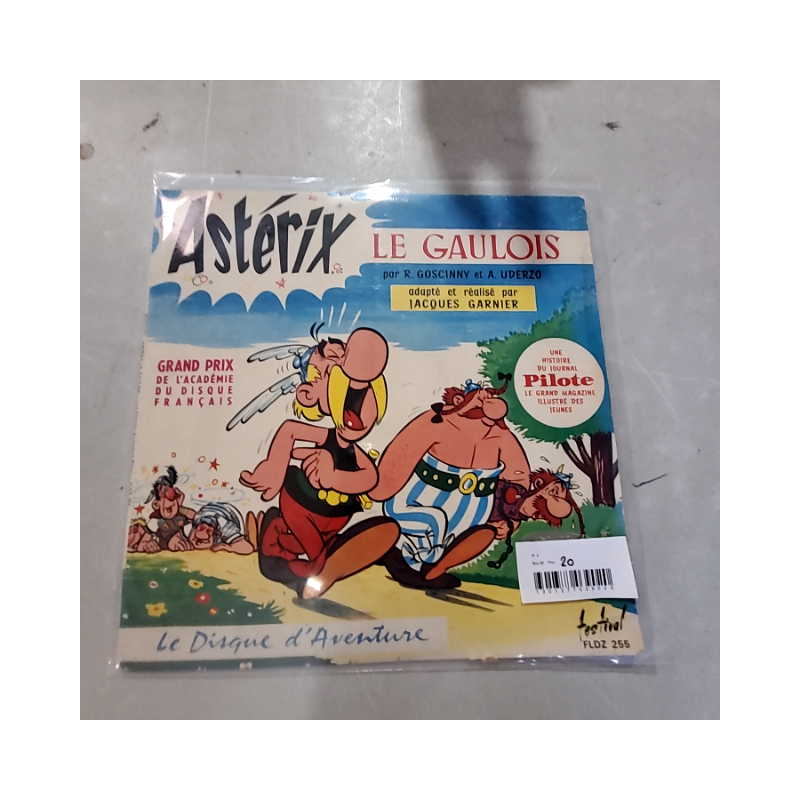 Astérix
LE GAULOIS
par R. GOSCINNY et A. UDERZO
adapté et réalisé par
JACQUES GARNIER
GRAND PRIX
DE L'ACADÉMIE
DU DISQUE
FRANÇAIS
UNE
HISTOIRE
DU JOURNAL
Pilote
LE GRAND MAGAZINE
ILLUSTRÉ DES
JEUNES
20
Le Disque d'Aventure
festival
FLDZ 255